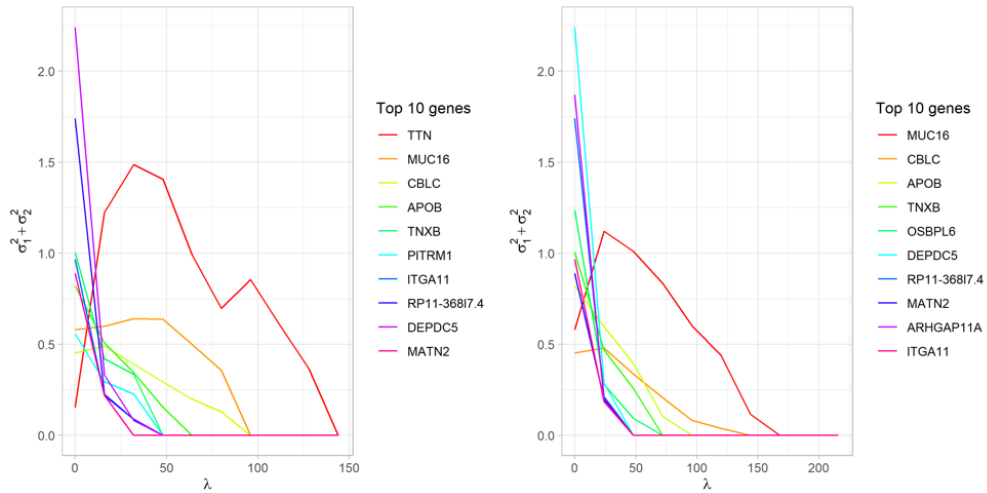 2.0
1.5
1.0
0.5
0.0
σ₁² + σ₂²
0
50
100
150
λ
Top 10 genes
TTN
MUC16
CBLC
APOB
TNXB
PITRM1
ITGA11
RP11-368I7.4
DEPDC5
MATN2
2.0
1.5
1.0
0.5
0.0
σ₁² + σ₂²
0
50
100
150
200
λ
Top 10 genes
MUC16
CBLC
APOB
TNXB
OSBPL6
DEPDC5
RP11-368I7.4
MATN2
ARHGAP11A
ITGA11